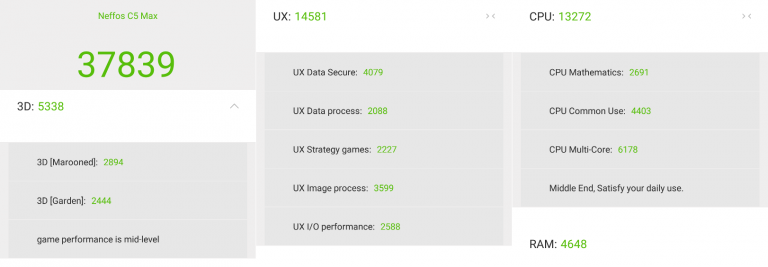 Neffos C5 Max
37839
3D: 5338
3D [Marooned]: 2894
3D [Garden]: 2444
game performance is mid-level
UX: 14581
UX Data Secure: 4079
UX Data process: 2088
UX Strategy games: 2227
UX Image process: 3599
UX I/O performance: 2588
CPU: 13272
CPU Mathematics: 2691
CPU Common Use: 4403
CPU Multi-Core: 6178
Middle End, Satisfy your daily use.
RAM: 4648